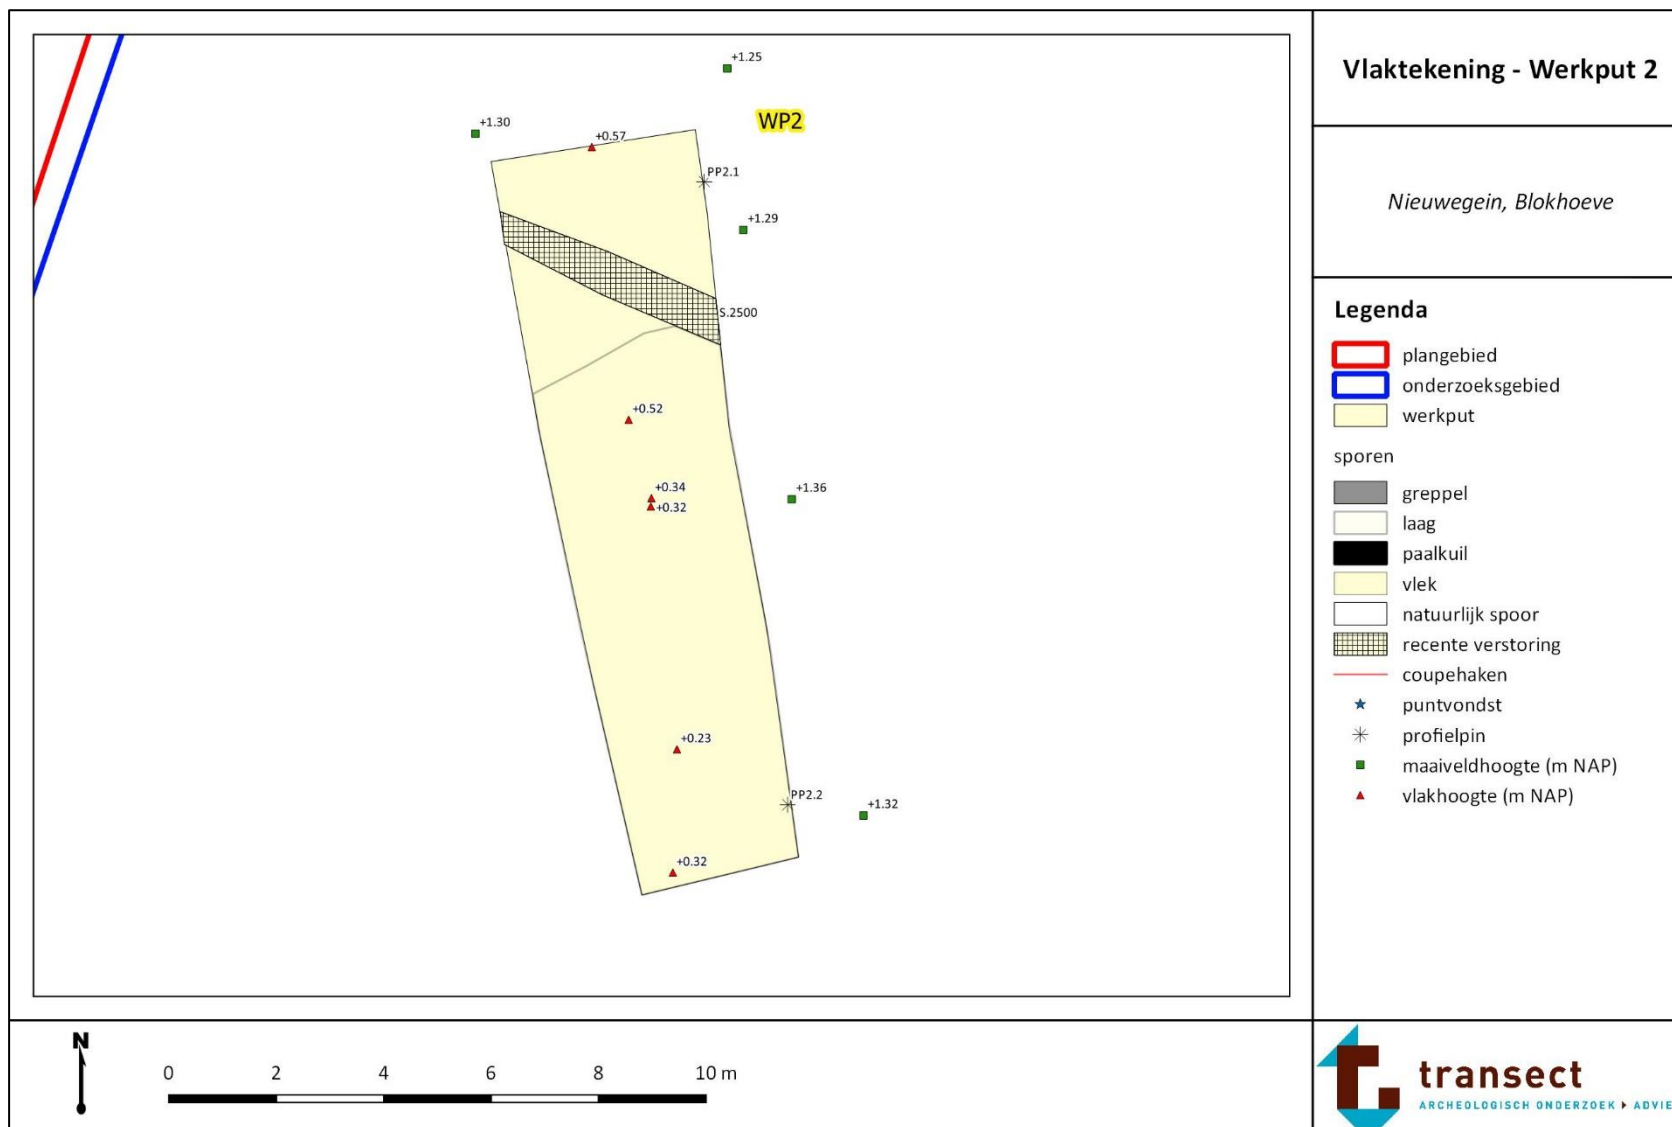 +1.25
WP2
+1.30
+0.57
PP2.1
+1.29
S.2500
+0.52
+0.34
+0.32
+1.36
+0.23
PP2.2
+1.32
+0.32
Vlaktekening - Werkput 2
Nieuwegein, Blokhoeve
Legenda
plangebied
onderzoeksgebied
werkput
sporen
greppel
laag
paalkuil
vlek
natuurlijk spoor
recente verstoring
coupehaken
puntvondst
profielpin
maaiveldhoogte (m NAP)
vlakhoogte (m NAP)
N
0 2 4 6 8 10 m
transect
ARCHEOLOGISCH ONDERZOEK ▸ ADVIE